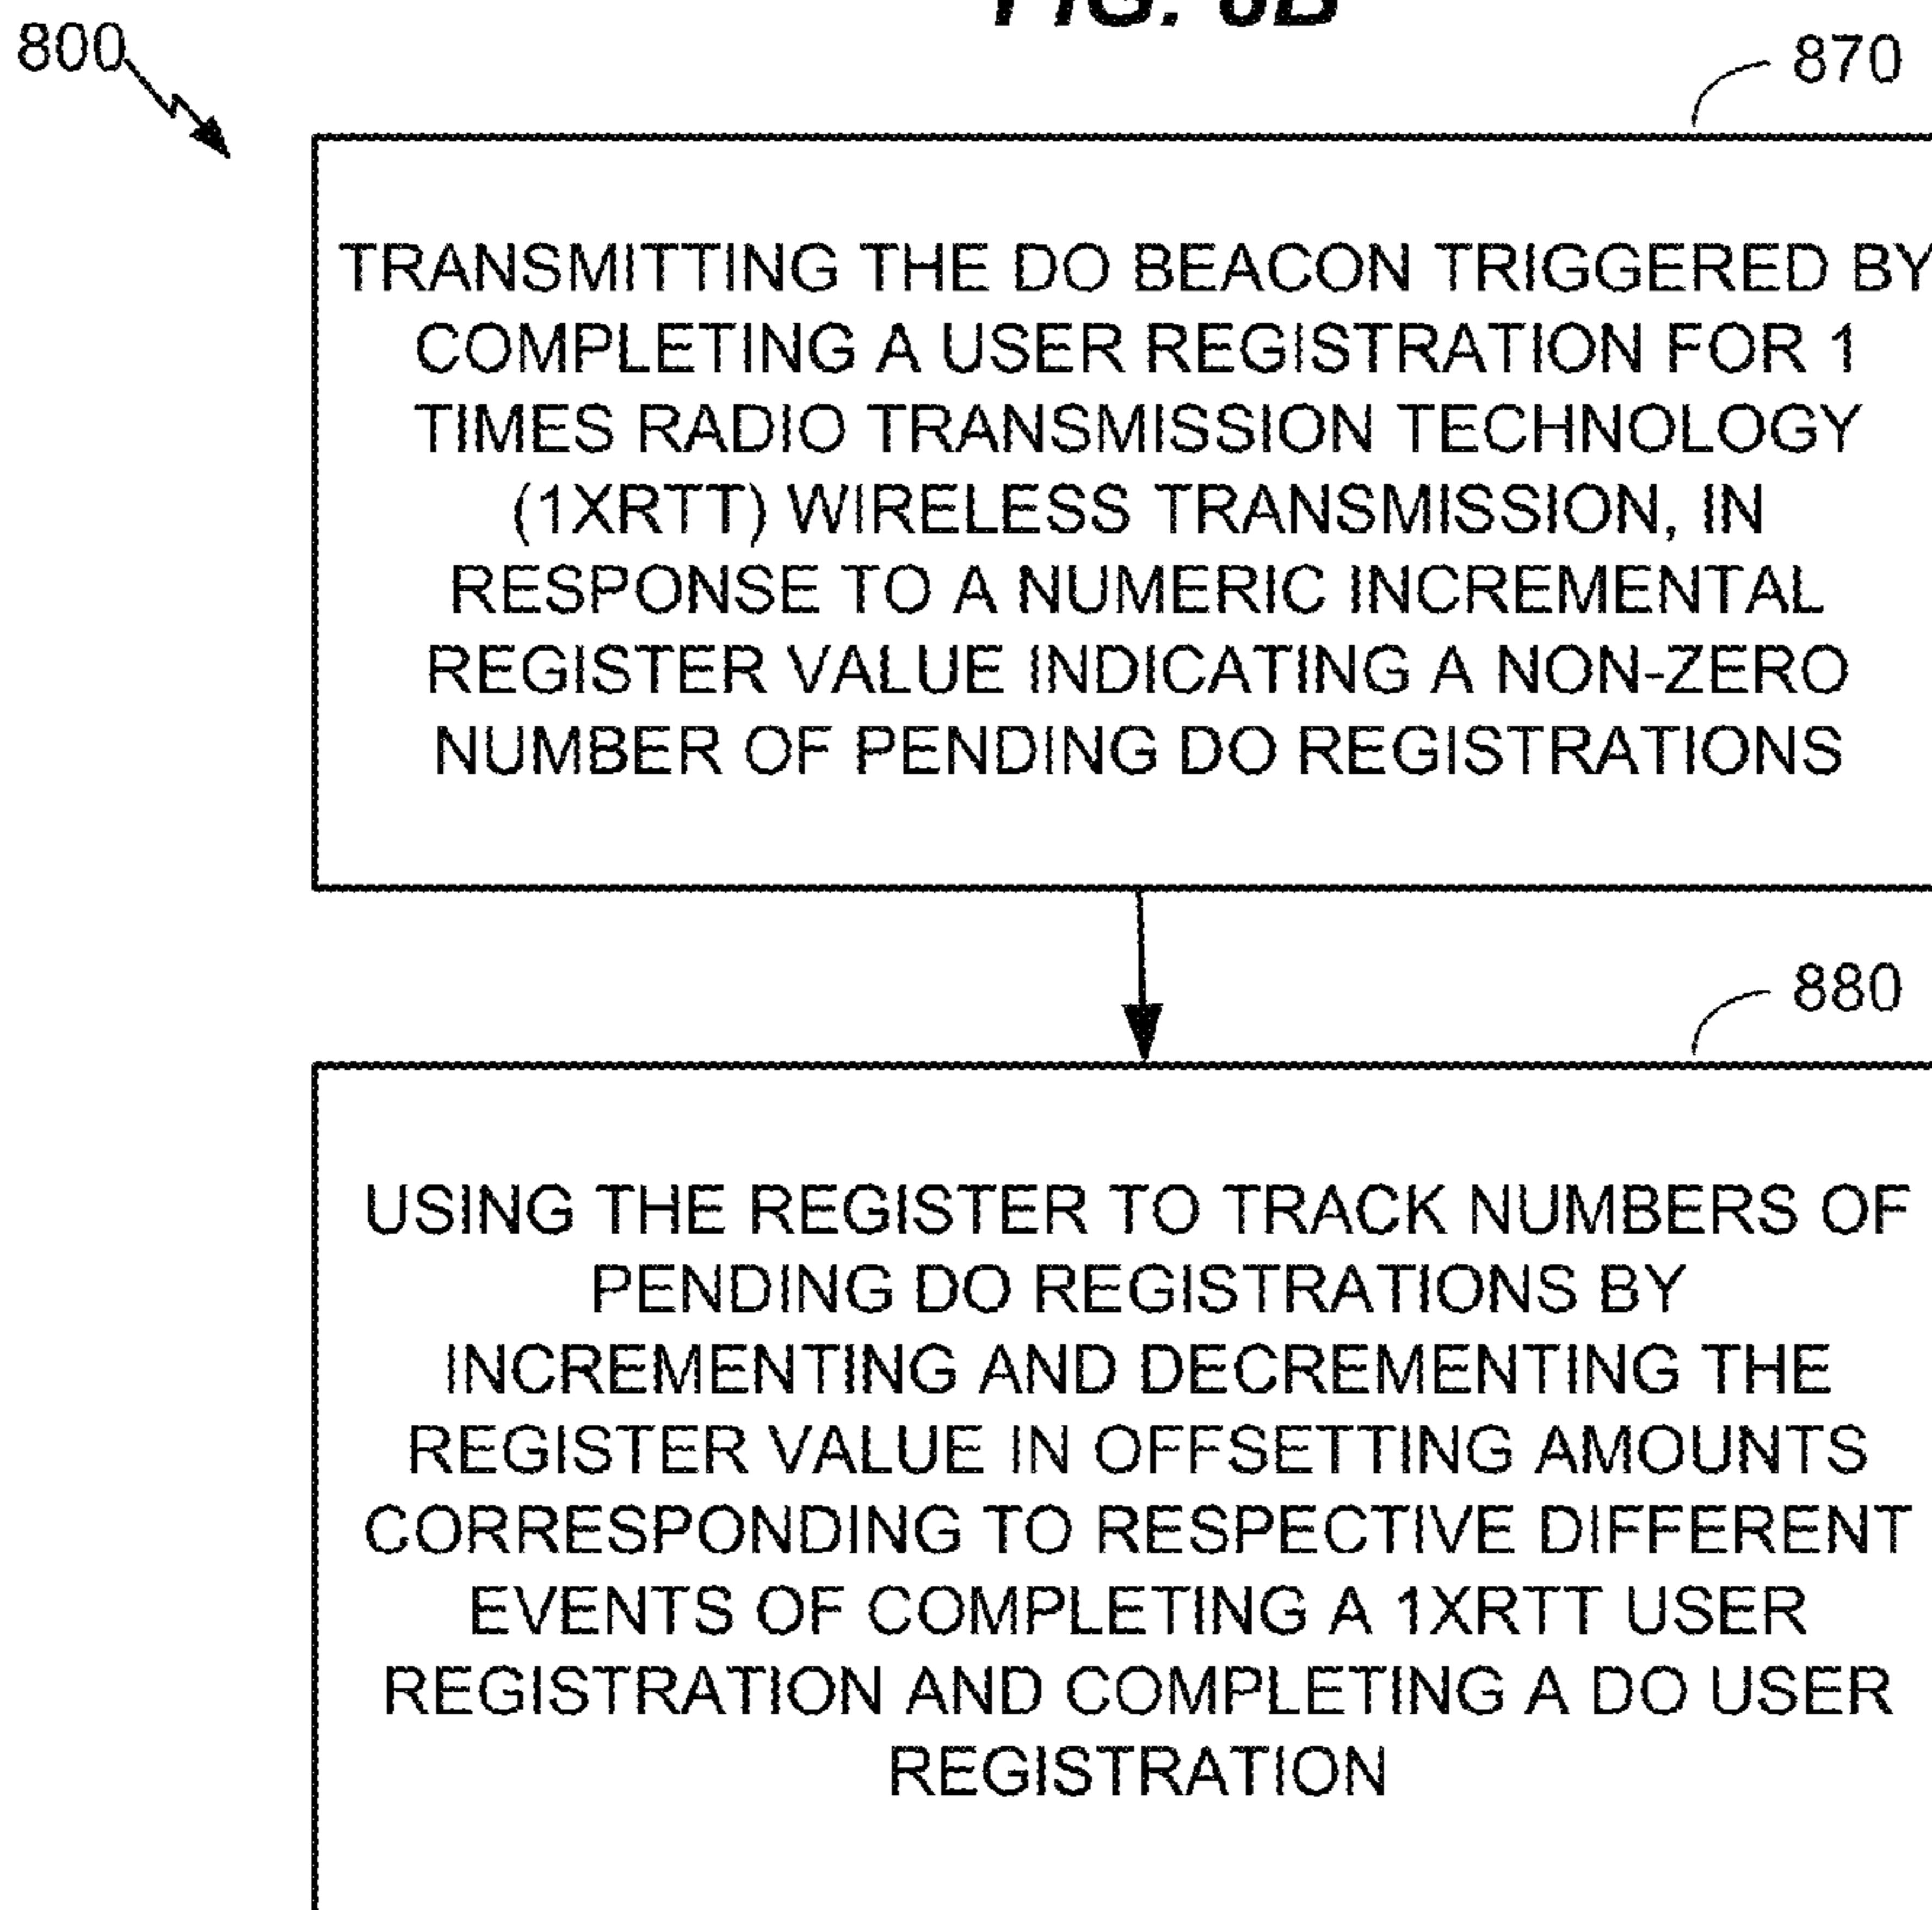 800
870
TRANSMITTING THE DO BEACON TRIGGERED BY
COMPLETING A USER REGISTRATION FOR 1
TIMES RADIO TRANSMISSION TECHNOLOGY
(1XRTT) WIRELESS TRANSMISSION, IN
RESPONSE TO A NUMERIC INCREMENTAL
REGISTER VALUE INDICATING A NON-ZERO
NUMBER OF PENDING DO REGISTRATIONS
880
USING THE REGISTER TO TRACK NUMBERS OF
PENDING DO REGISTRATIONS BY
INCREMENTING AND DECREMENTING THE
REGISTER VALUE IN OFFSETTING AMOUNTS
CORRESPONDING TO RESPECTIVE DIFFERENT
EVENTS OF COMPLETING A 1XRTT USER
REGISTRATION AND COMPLETING A DO USER
REGISTRATION